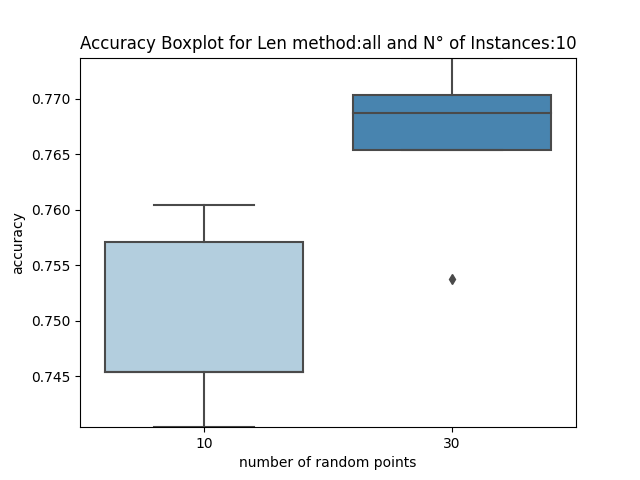 Accuracy Boxplot for Len method:all and N° of Instances:10
0.770
0.765
0.760
0.755
0.750
0.745
accuracy
10 30
number of random points